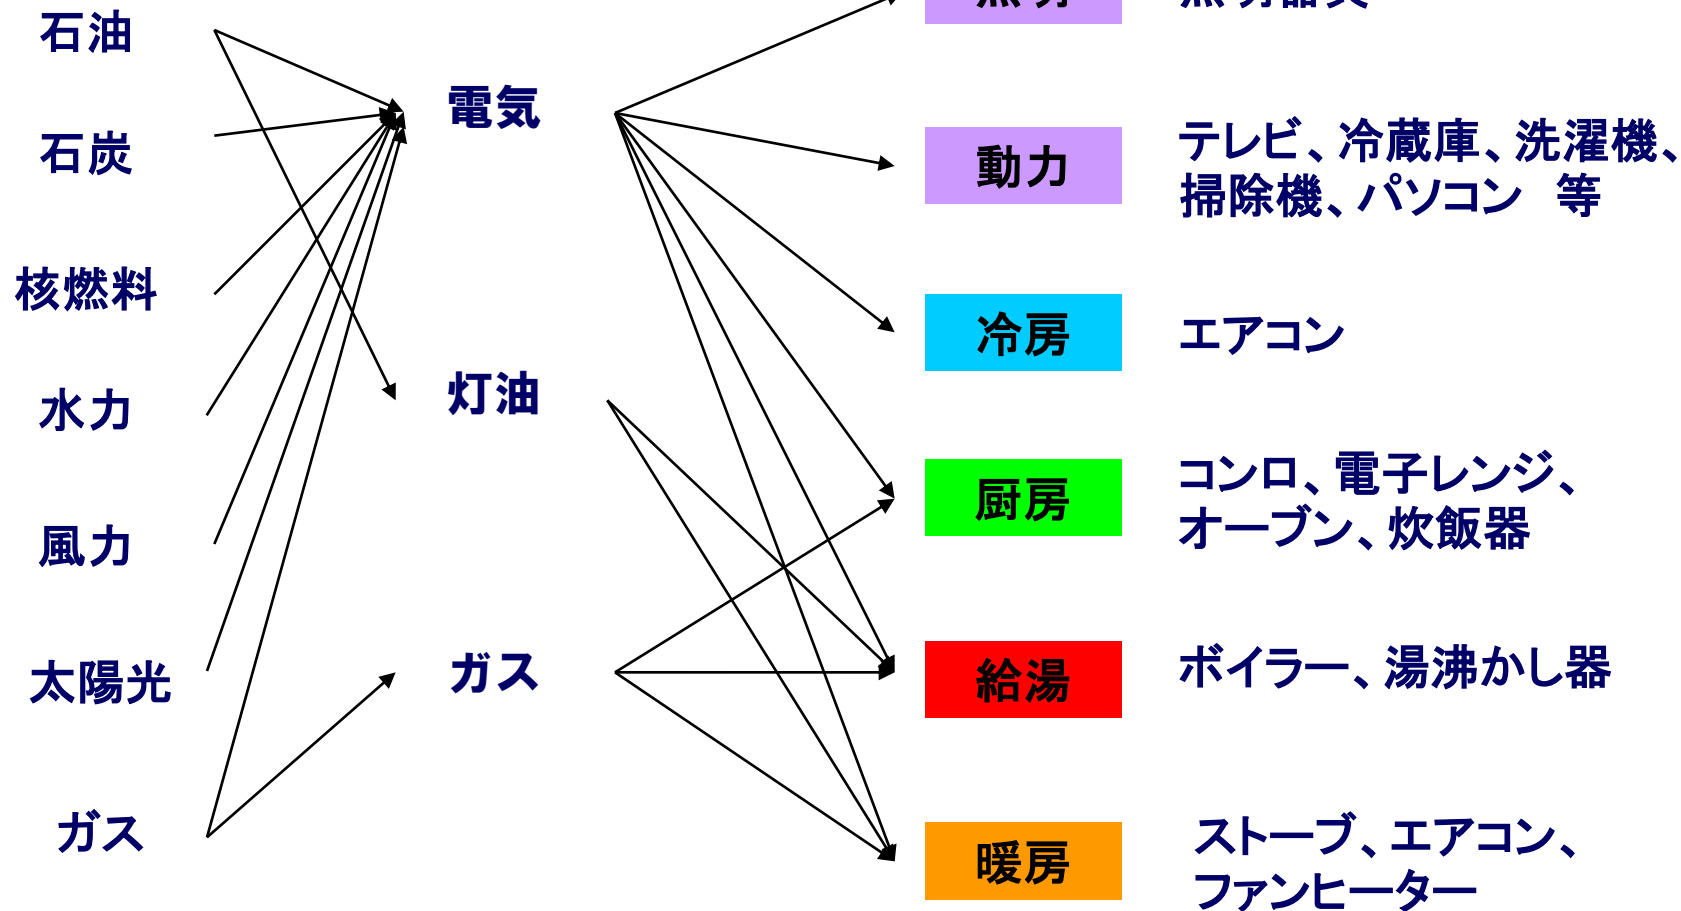 石油
石炭
核燃料
水力
風力
太陽光
ガス
電気
灯油
ガス
動力
テレビ、冷蔵庫、洗濯機、
掃除機、パソコン 等
冷房
エアコン
厨房
コンロ、電子レンジ、
オーブン、炊飯器
給湯
ボイラー、湯沸かし器
暖房
ストーブ、エアコン、
ファンヒーター